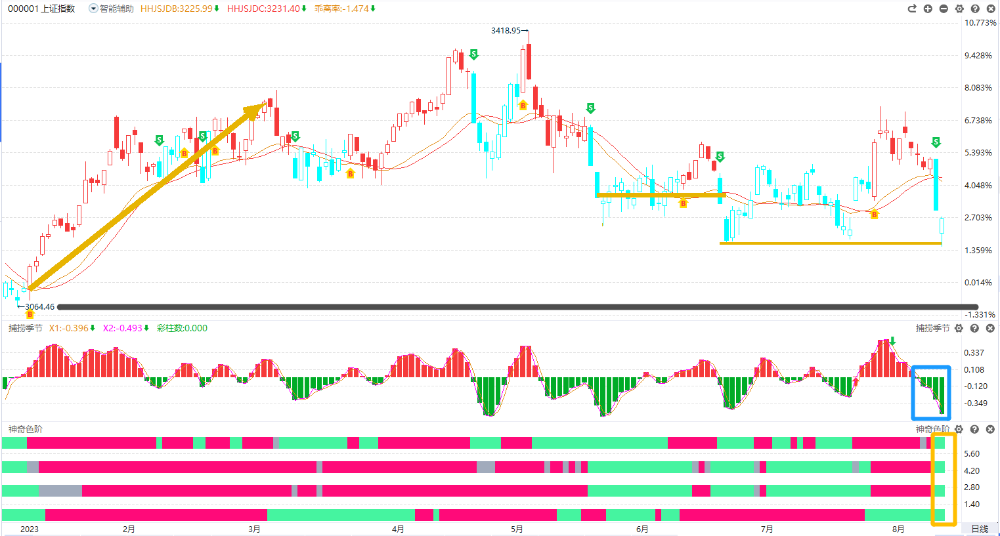 000001 上证指数 智能辅助 HHJSJDB:3225.99 HHJSJDC:3231.40 乖离率:-1.474
10.773%
3418.95→
S
9.428%
8.083%
B
S
6.738%
S S S S
B B
5.393%
S
B
4.048%
B
2.703%
B
1.359%
0.014%
←3064.46
B
-1.331%
捕捞季节 X1:-0.396 X2:-0.493 彩柱数:0.000 捕捞季节
0.337
0.108
-0.120
-0.349
神奇色阶 神奇色阶
5.60
4.20
2.80
1.40
2023 2月 3月 4月 5月 6月 7月 8月 日线